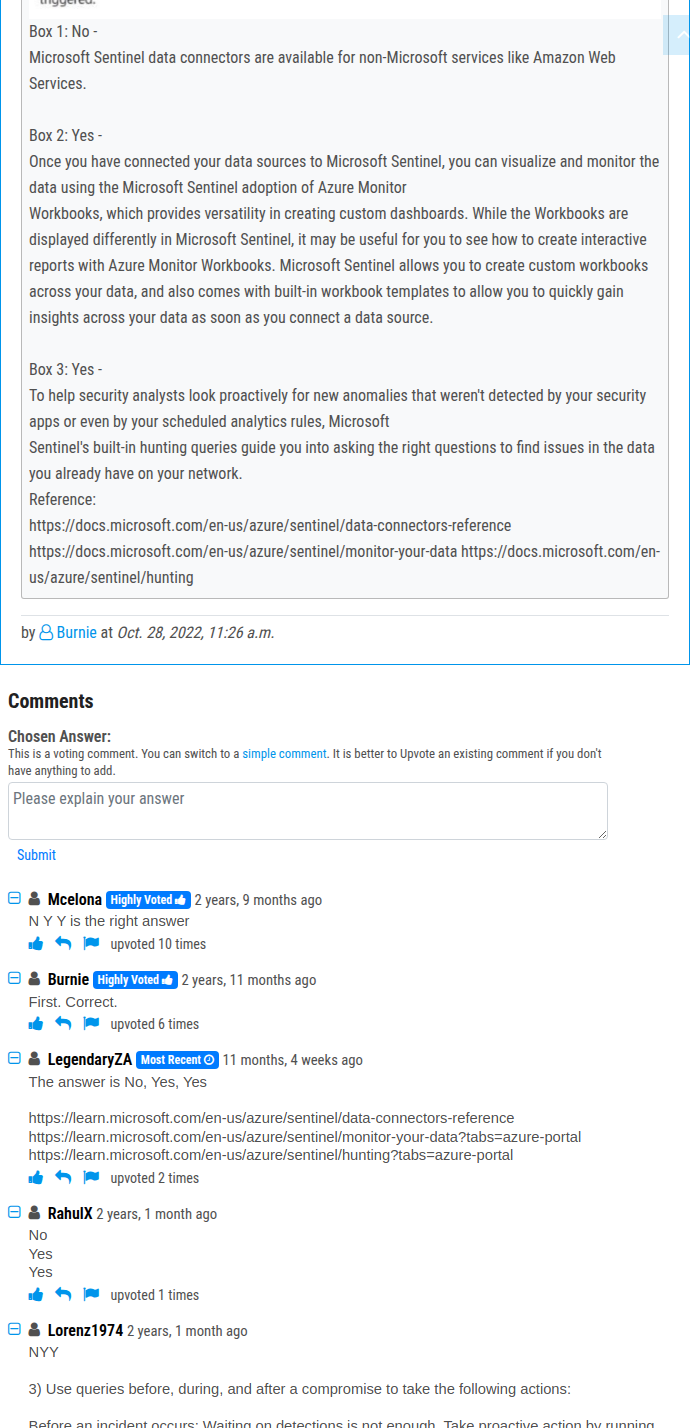 triggered.
Box 1: No -
Microsoft Sentinel data connectors are available for non-Microsoft services like Amazon Web
Services.
Box 2: Yes -
Once you have connected your data sources to Microsoft Sentinel, you can visualize and monitor the
data using the Microsoft Sentinel adoption of Azure Monitor
Workbooks, which provides versatility in creating custom dashboards. While the Workbooks are
displayed differently in Microsoft Sentinel, it may be useful for you to see how to create interactive
reports with Azure Monitor Workbooks. Microsoft Sentinel allows you to create custom workbooks
across your data, and also comes with built-in workbook templates to allow you to quickly gain
insights across your data as soon as you connect a data source.
Box 3: Yes -
To help security analysts look proactively for new anomalies that weren't detected by your security
apps or even by your scheduled analytics rules, Microsoft
Sentinel's built-in hunting queries guide you into asking the right questions to find issues in the data
you already have on your network.
Reference:
https://docs.microsoft.com/en-us/azure/sentinel/data-connectors-reference
https://docs.microsoft.com/en-us/azure/sentinel/monitor-your-data https://docs.microsoft.com/en-
us/azure/sentinel/hunting
by Burnie at Oct. 28, 2022, 11:26 a.m.
Comments
Chosen Answer:
This is a voting comment. You can switch to a simple comment. It is better to Upvote an existing comment if you don't
have anything to add.
Please explain your answer
Submit
Mcelona Highly Voted 2 years, 9 months ago
N Y Y is the right answer
upvoted 10 times
Burnie Highly Voted 2 years, 11 months ago
First. Correct.
upvoted 6 times
LegendaryZA Most Recent 11 months, 4 weeks ago
The answer is No, Yes, Yes
https://learn.microsoft.com/en-us/azure/sentinel/data-connectors-reference
https://learn.microsoft.com/en-us/azure/sentinel/monitor-your-data?tabs=azure-portal
https://learn.microsoft.com/en-us/azure/sentinel/hunting?tabs=azure-portal
upvoted 2 times
RahulX 2 years, 1 month ago
No
Yes
Yes
upvoted 1 times
Lorenz1974 2 years, 1 month ago
NYY
3) Use queries before, during, and after a compromise to take the following actions:
Before an incident occurs: Waiting on detections is not enough. Take proactive action by running